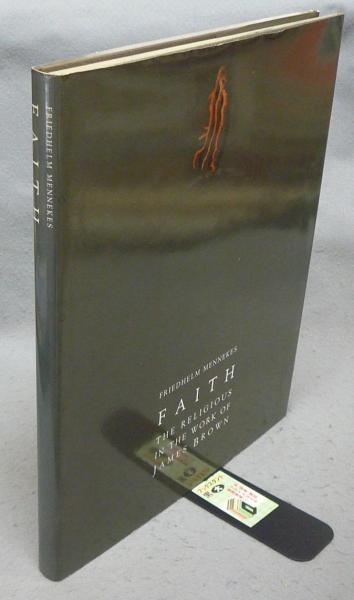 FRIEDHELM MENNEKES
FAITH
FRIEDHELM MENNEKES
FAITH
THE RELIGIOUS
IN THE WORK OF
JAMES BROWN